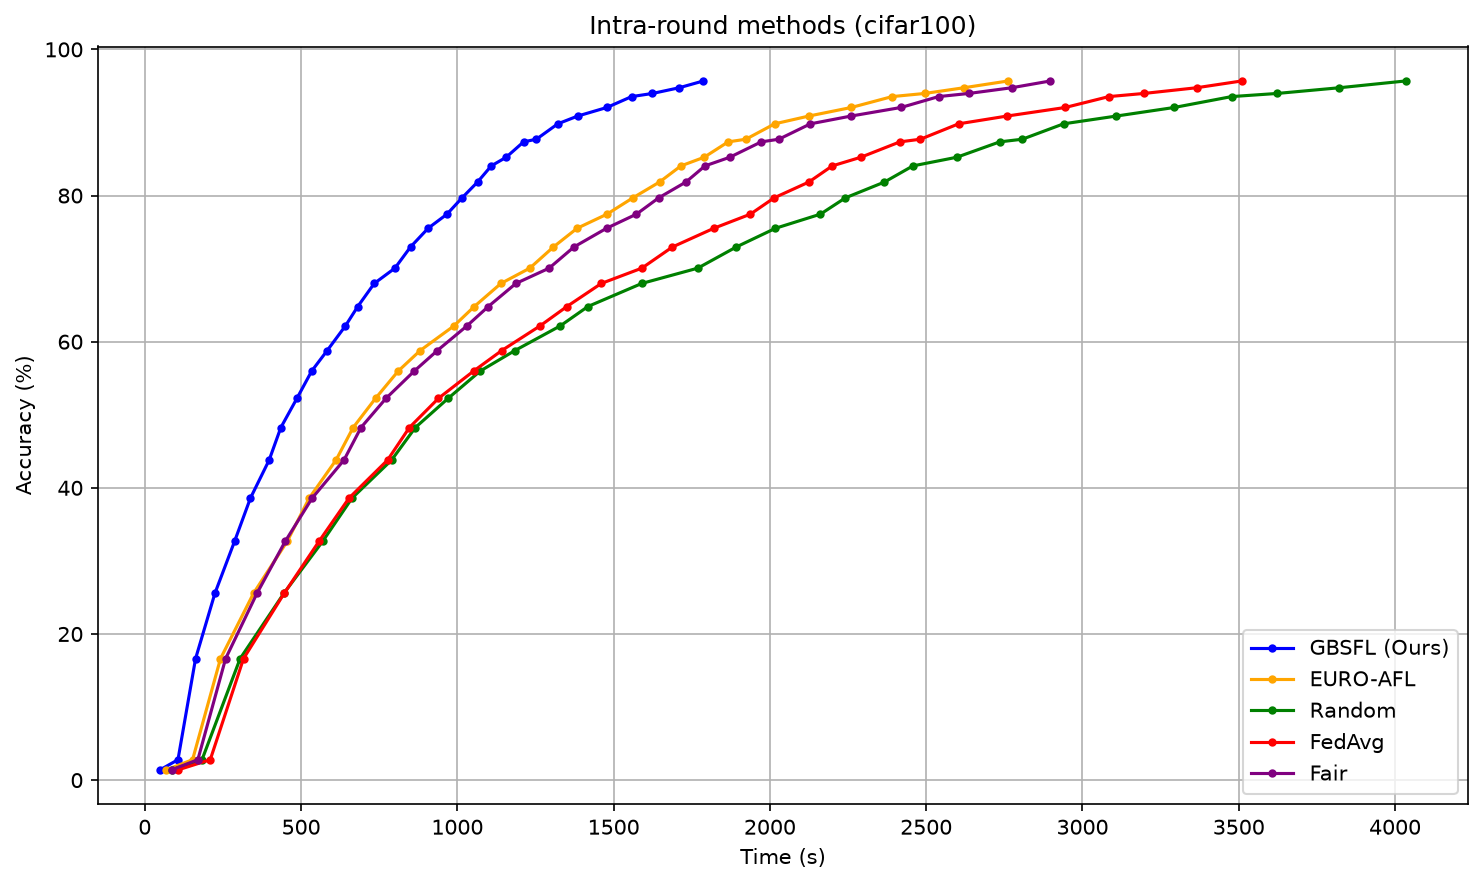 Intra-round methods (cifar100)
100
80
60
40
20
0
Accuracy (%)
0 500 1000 1500 2000 2500 3000 3500 4000
Time (s)
GBSFL (Ours)
EURO-AFL
Random
FedAvg
Fair